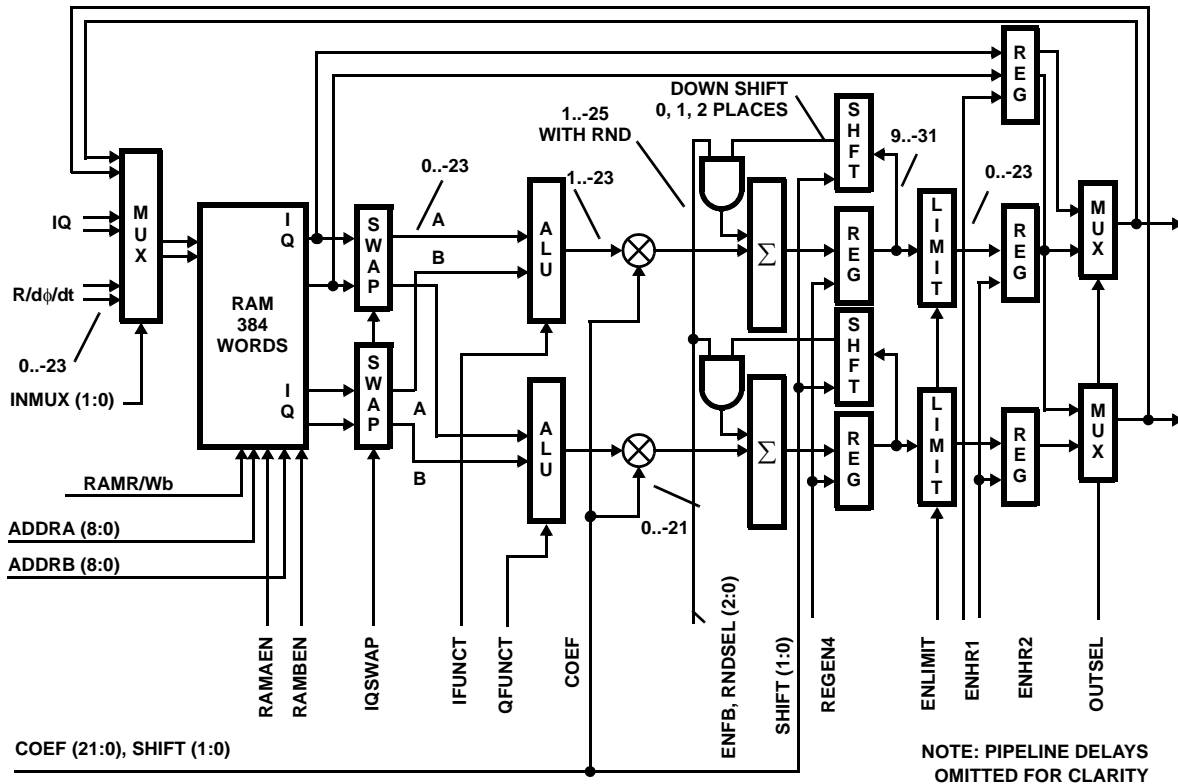 R
E
G
DOWN SHIFT
0, 1, 2 PLACES
1..-25
WITH RND
S
H
F
T
9..-31
0..-23
0..-23
1..-23
M
U
X
IQ
R/dϕ/dt
0..-23
INMUX (1:0)
I
Q
RAM
384
WORDS
I
Q
S
W
A
P
A
B
A
L
U
Σ
R
E
G
L
I
M
I
T
R
E
G
M
U
X
S
W
A
P
A
B
A
L
U
0..-21
Σ
S
H
F
T
R
E
G
L
I
M
I
T
R
E
G
M
U
X
RAMR/Wb
ADDRA (8:0)
ADDRB (8:0)
RAMAEN
RAMBEN
IQSWAP
IFUNCT
QFUNCT
COEF
ENFB, RNDSEL (2:0)
SHIFT (1:0)
REGEN4
ENLIMIT
ENHR1
ENHR2
OUTSEL
COEF (21:0), SHIFT (1:0)
NOTE: PIPELINE DELAYS
OMITTED FOR CLARITY